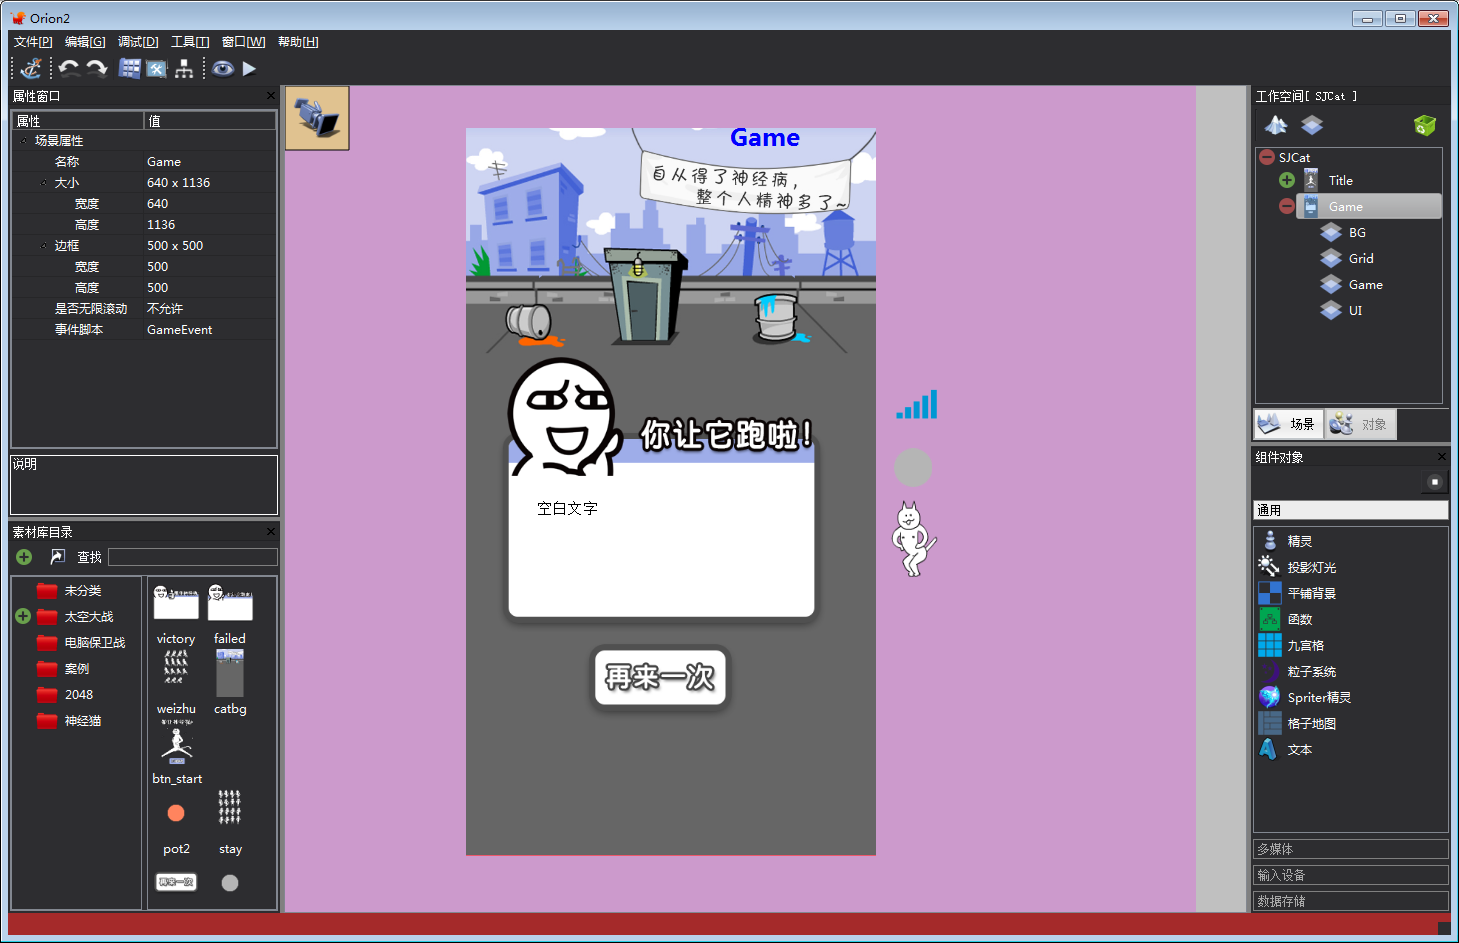 Orion2
文件[P] 编辑[G] 调试[D] 工具[T] 窗口[W] 帮助[H]
属性窗口
属性 值
场景属性
名称 Game
大小 640 x 1136
宽度 640
高度 1136
边框 500 x 500
宽度 500
高度 500
是否无限滚动 不允许
事件脚本 GameEvent
说明
素材库目录
查找
未分类
太空大战
电脑保卫战
案例
2048
神经猫
victory failed
weizhu catbg
btn_start
pot2 stay
再来一次
Game
自从得了神经病，
整个人精神多了~
你让它跑啦!
空白文字
再来一次
工作空间[ SJCat ]
SJCat
Title
Game
BG
Grid
Game
UI
场景 对象
组件对象
通用
精灵
投影灯光
平铺背景
函数
九宫格
粒子系统
Spriter精灵
格子地图
文本
多媒体
输入设备
数据存储